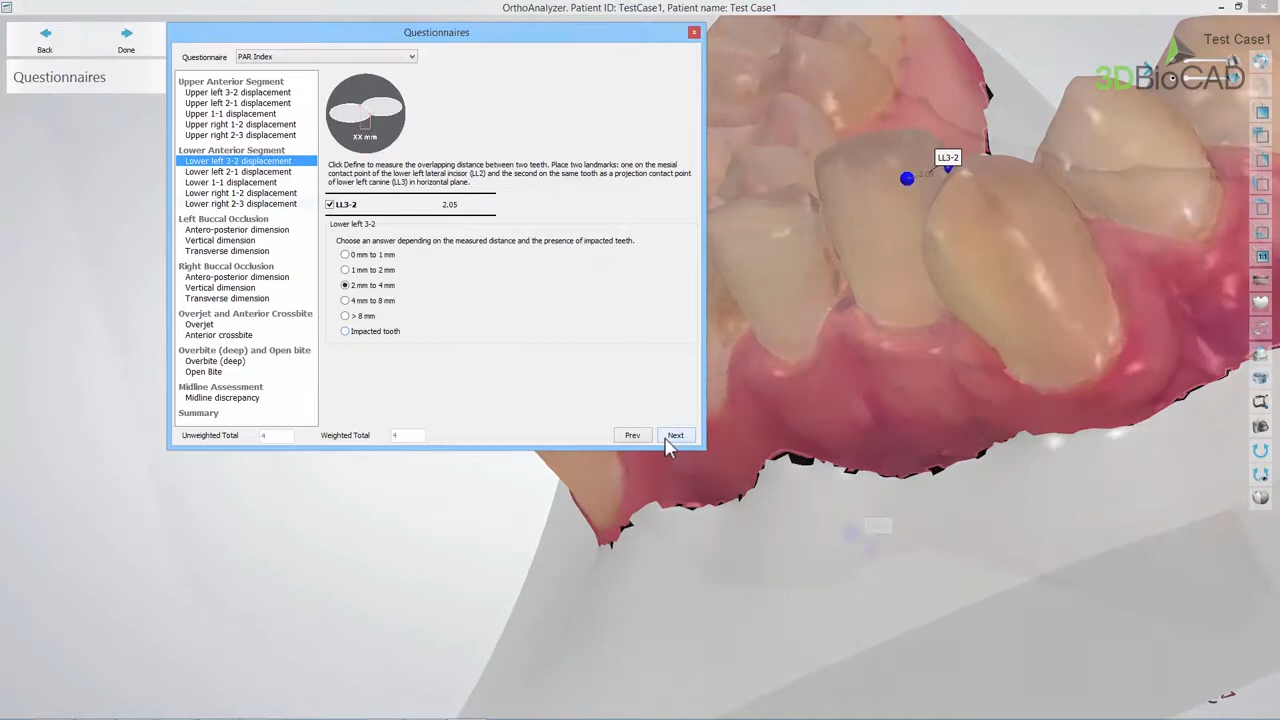 OrthoAnalyzer. Patient ID: TestCase1, Patient name: Test Case1
Back
Done
Questionnaires
Questionnaires
x
Questionnaire
PAR Index
Upper Anterior Segment
Upper left 3-2 displacement
Upper left 2-1 displacement
Upper 1-1 displacement
Upper right 1-2 displacement
Upper right 2-3 displacement
Lower Anterior Segment
Lower left 3-2 displacement
Lower left 2-1 displacement
Lower 1-1 displacement
Lower right 1-2 displacement
Lower right 2-3 displacement
Left Buccal Occlusion
Antero-posterior dimension
Vertical dimension
Transverse dimension
Right Buccal Occlusion
Antero-posterior dimension
Vertical dimension
Transverse dimension
Overjet and Anterior Crossbite
Overjet
Anterior crossbite
Overbite (deep) and Open bite
Overbite (deep)
Open Bite
Midline Assessment
Midline discrepancy
Summary
XX mm
Click Define to measure the overlapping distance between two teeth. Place two landmarks: one on the mesial
contact point of the lower left lateral incisor (LL2) and the second on the same tooth as a projection contact
point of lower left canine (LL3) in horizontal plane.
LL3-2 2.05
Lower left 3-2
Choose an answer depending on the measured distance and the presence of impacted teeth.
0 mm to 1 mm
1 mm to 2 mm
2 mm to 4 mm
4 mm to 8 mm
> 8 mm
Impacted tooth
Unweighted Total 4
Weighted Total 4
Prev
Next
Test Case1
3DBioCAD
LL3-2
2.05
1:1